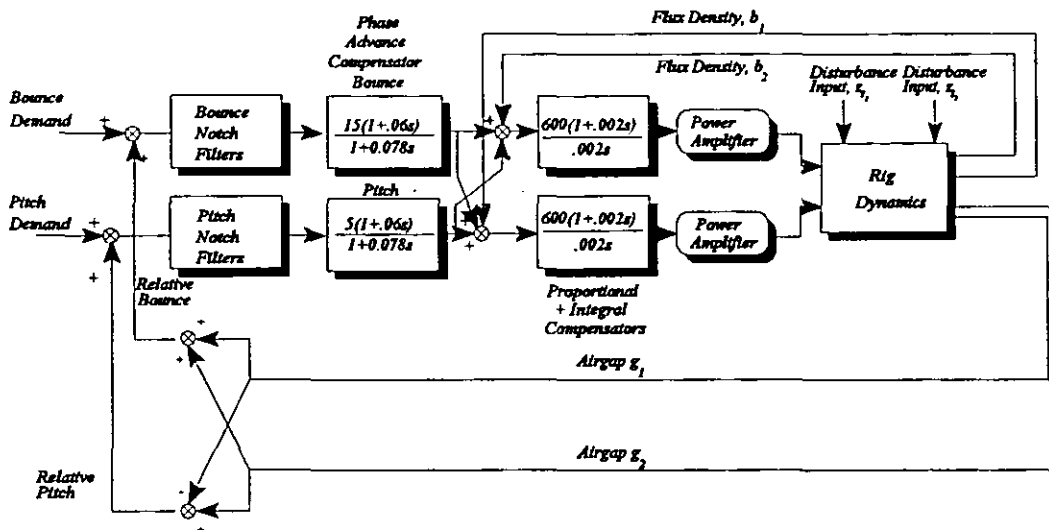 Flux Density, b1
Phase
Advance
Compensator
Bounce
Flux Density, b2
Disturbance
Input, zt1
Disturbance
Input,
Bounce
Demand
+
+
Bounce
Notch
Filters
15(1+.06s)
1+0.078s
+
600(1+.002s)
.002s
Power
Amplifier
Rig
Dynamics
Pitch
Demand
+
+
Pitch
Notch
Filters
Pitch
5(1+.06s)
1+0.078s
+
600(1+.002s)
.002s
Power
Amplifier
Relative
Bounce
Proportional
+ Integral
Compensators
+
+
Airgap g1
Airgap g2
Relative
Pitch
-
+